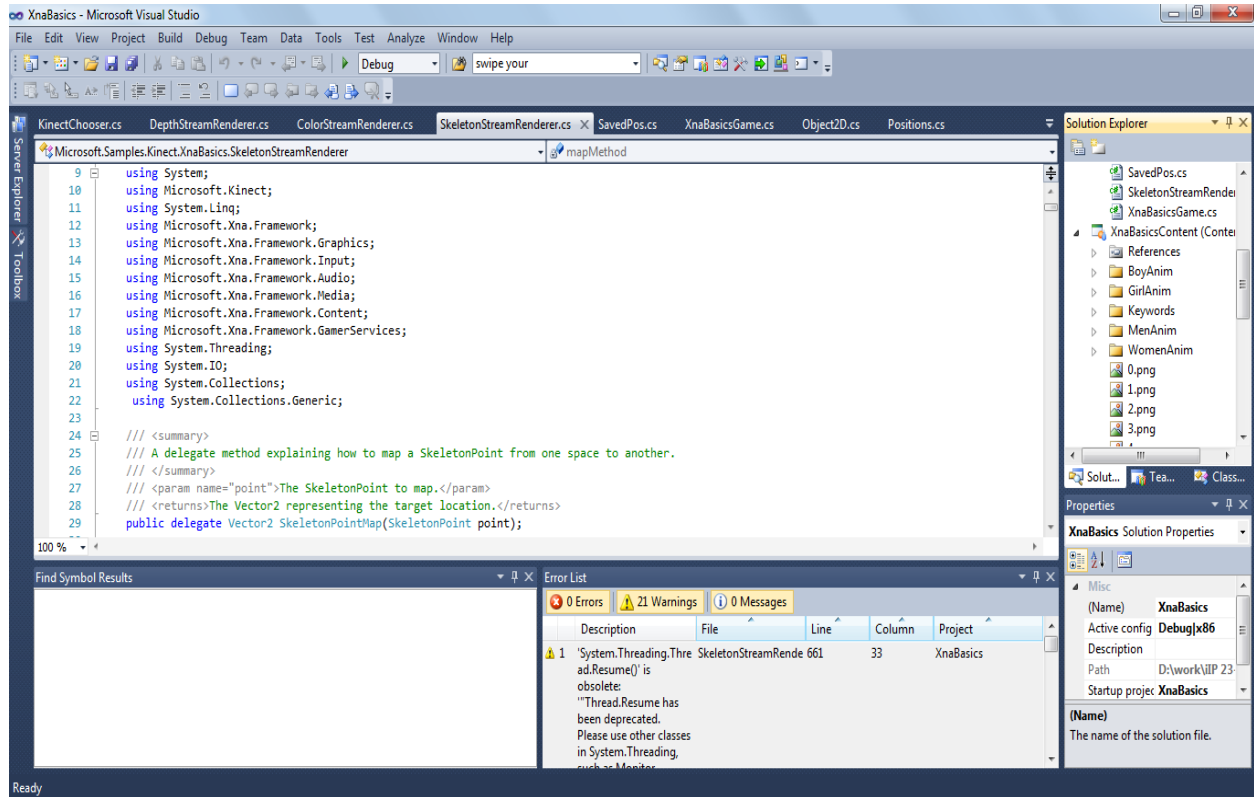 XnaBasics - Microsoft Visual Studio
File Edit View Project Build Debug Team Data Tools Test Analyze Window Help
Debug swipe your
KinectChooser.cs DepthStreamRenderer.cs ColorStreamRenderer.cs SkeletonStreamRenderer.cs X SavedPos.cs XnaBasicsGame.cs Object2D.cs Positions.cs
Server Explorer
Toolbox
Microsoft.Samples.Kinect.XnaBasics.SkeletonStreamRenderer mapMethod
9 using System;
10 using Microsoft.Kinect;
11 using System.Linq;
12 using Microsoft.Xna.Framework;
13 using Microsoft.Xna.Framework.Graphics;
14 using Microsoft.Xna.Framework.Input;
15 using Microsoft.Xna.Framework.Audio;
16 using Microsoft.Xna.Framework.Media;
17 using Microsoft.Xna.Framework.Content;
18 using Microsoft.Xna.Framework.GamerServices;
19 using System.Threading;
20 using System.IO;
21 using System.Collections;
22 using System.Collections.Generic;
23
24 /// <summary>
25 /// A delegate method explaining how to map a SkeletonPoint from one space to another.
26 /// </summary>
27 /// <param name="point">The SkeletonPoint to map.</param>
28 /// <returns>The Vector2 representing the target location.</returns>
29 public delegate Vector2 SkeletonPointMap(SkeletonPoint point);
100 %
Find Symbol Results
Error List
0 Errors 21 Warnings 0 Messages
Description File Line Column Project
1 'System.Threading.Thre SkeletonStreamRende 661 33 XnaBasics
ad.Resume()' is
obsolete:
'"Thread.Resume has
been deprecated.
Please use other classes
in System.Threading,
such as Monitor
Solution Explorer
SavedPos.cs
SkeletonStreamRende
XnaBasicsGame.cs
XnaBasicsContent (Conte
References
BoyAnim
GirlAnim
Keywords
MenAnim
WomenAnim
0.png
1.png
2.png
3.png
Solut... Tea... Class...
Properties
XnaBasics Solution Properties
Misc
(Name) XnaBasics
Active config Debug|x86
Description
Path D:\work\iIP 23-
Startup projec XnaBasics
(Name)
The name of the solution file.
Ready